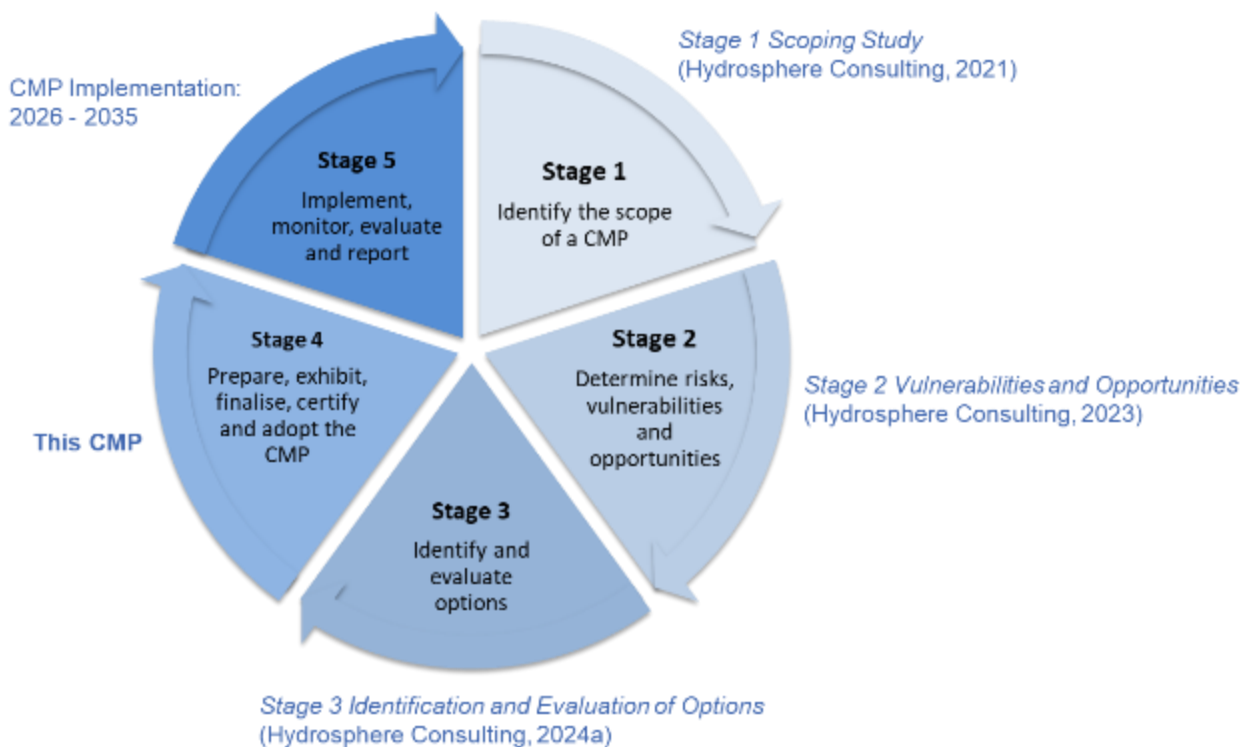 Stage 1 Scoping Study
(Hydrosphere Consulting, 2021)
CMP Implementation:
2026 - 2035
Stage 5
Implement,
monitor, evaluate
and report
Stage 1
Identify the scope
of a CMP
Stage 2
Determine risks,
vulnerabilities
and
opportunities
Stage 2 Vulnerabilities and Opportunities
(Hydrosphere Consulting, 2023)
Stage 3
Identify and
evaluate
options
Stage 3 Identification and Evaluation of Options
(Hydrosphere Consulting, 2024a)
Stage 4
Prepare, exhibit,
finalise, certify
and adopt the
CMP
This CMP